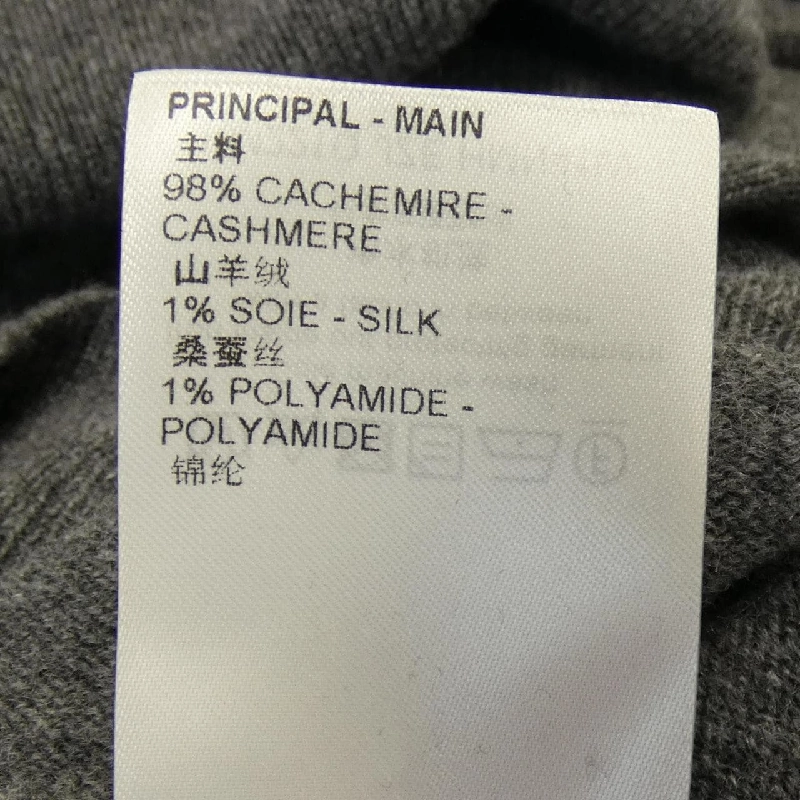 PRINCIPAL - MAIN
主料
98% CACHEMIRE -
CASHMERE
山羊绒
1% SOIE - SILK
桑蚕丝
1% POLYAMIDE -
POLYAMIDE
锦纶